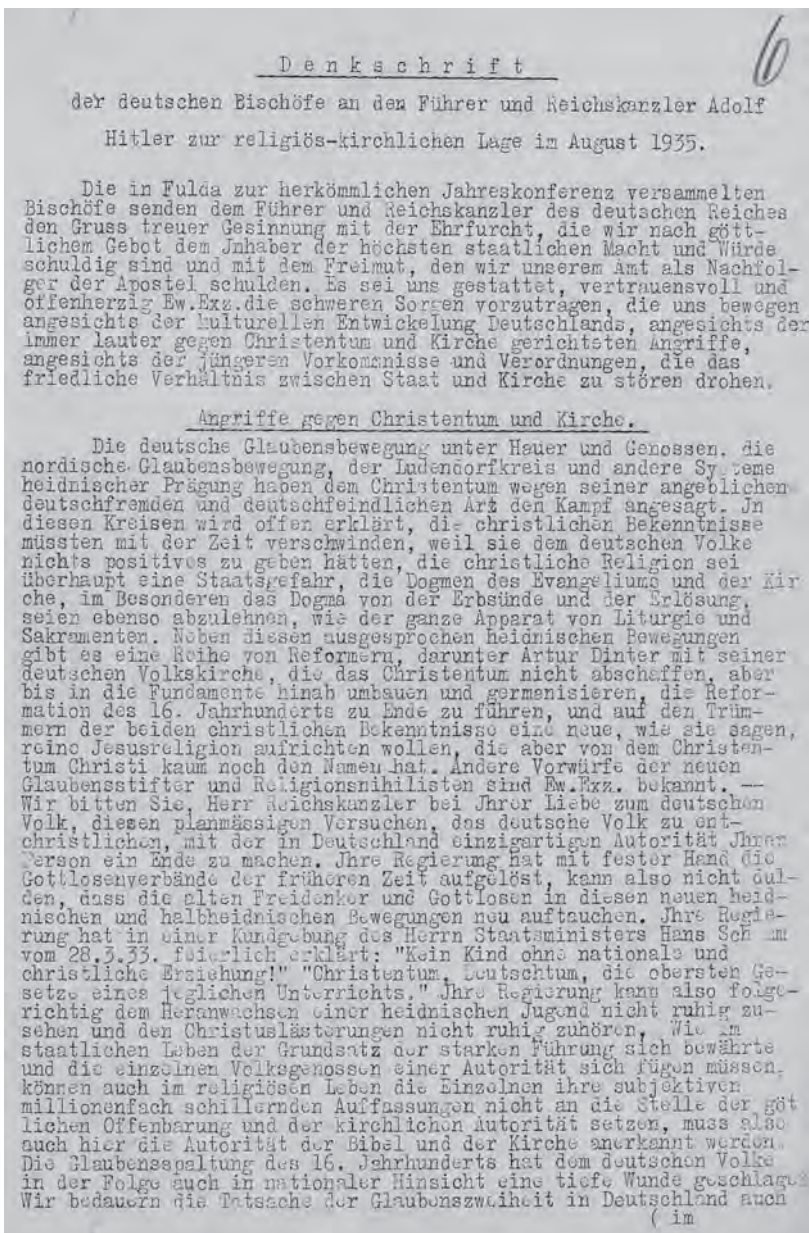 6
Denkschrift
der deutschen Bischöfe an den Führer und Reichskanzler Adolf
Hitler zur religiös-kirchlichen Lage im August 1935.
Die in Fulda zur herkömmlichen Jahreskonferenz versammelten
Bischöfe senden dem Führer und Reichskanzler des deutschen Reiches
den Gruss treuer Gesinnung mit der Ehrfurcht, die wir nach gött-
lichem Gebot dem Jnhaber der höchsten staatlichen Macht und Würde
schuldig sind und mit dem Freimut, den wir unserem Amt als Nachfol-
ger der Apostel schulden. Es sei uns gestattet, vertrauensvoll und
offenherzig Ew.Exz.die schweren Sorgen vorzutragen, die uns bewegen
angesichts der kulturellen Entwickelung Deutschlands, angesichts der
immer lauter gegen Christentum und Kirche gerichteten Angriffe,
angesichts der jüngeren Vorkomnisse und Verordnungen, die das
friedliche Verhältnis zwischen Staat und Kirche zu stören drohen.
Angriffe gegen Christentum und Kirche.
Die deutsche Glaubensbewegung unter Hauer und Genossen, die
nordische Glaubensbewegung, der Ludendorfkreis und andere Systeme
heidnischer Prägung haben dem Christentum wegen seiner angeblichen
deutschfremden und deutschfeindlichen Art den Kampf angesagt. Jn
diesen Kreisen wird offen erklärt, die christlichen Bekenntnisse
müssten mit der Zeit verschwinden, weil sie dem deutschen Volke
nichts positives zu geben hätten, die christliche Religion sei
überhaupt eine Staatsgefahr, die Dogmen des Evangeliums und der Kir
che, im Besonderen das Dogma von der Erbsünde und der Erlösung,
seien ebenso abzulehnen, wie der ganze Apparat von Liturgie und
Sakramenten. Neben diesen ausgesprochen heidnischen Bewegungen
gibt es eine Reihe von Reformern, darunter Artur Dinter mit seiner
deutschen Volkskirche, die das Christentum nicht abschaffen, aber
bis in die Fundamente hinab umbauen und germanisieren, die Refor-
mation des 16. Jahrhunderts zu Ende zu führen, und auf den Trüm-
mern der beiden christlichen Bekenntnisse eine neue, wie sie sagen,
reine Jesusreligion aufrichten wollen, die aber von dem Christen-
tum Christi kaum noch den Namen hat. Andere Vorwürfe der neuen
Glaubensstifter und Religionsnihilisten sind Ew.Exz. bekannt. --
Wir bitten Sie, Herr Reichskanzler bei Jhrer Liebe zum deutschen
Volk, diesen planmässigen Versuchen, das deutsche Volk zu ent-
christlichen, mit der in Deutschland einzigartigen Autorität Jhrer
Person ein Ende zu machen. Jhre Regierung hat mit fester Hand die
Gottlosenverbände der früheren Zeit aufgelöst, kann also nicht dul-
den, dass die alten Freidenker und Gottlosen in diesen neuen heid-
nischen und halbheidnischen Bewegungen neu auftauchen. Jhre Regie-
rung hat in einer Kundgebung des Herrn Staatsministers Hans
vom 28.3.33. feierlich erklärt: "Kein Kind ohne nationale und
christliche Erziehung!" "Christentum, Deutschtum, die obersten Ge-
setze eines jeglichen Unterrichts." Jhre Regierung kann also folge-
richtig dem Heranwachsen einer heidnischen Jugend nicht ruhig zu-
sehen und den Christuslästerungen nicht ruhig zuhören, Wie im
staatlichen Leben der Grundsatz der starken Führung sich bewährte
und die einzelnen Volksgenossen einer Autorität sich fügen müssen,
können auch im religiösen Leben die Einzelnen ihre subjektiven
millionenfach schillernden Auffassungen nicht an die Stelle der göt
lichen Offenbarung und der kirchlichen Autorität setzen, muss also
auch hier die Autorität der Bibel und der Kirche anerkannt werden.
Die Glaubensspaltung des 16. Jahrhunderts hat dem deutschen Volke
in der Folge auch in nationaler Hinsicht eine tiefe Wunde geschlagen
Wir bedauern die Tatsache der Glaubenszweiheit in Deutschland auch
( im